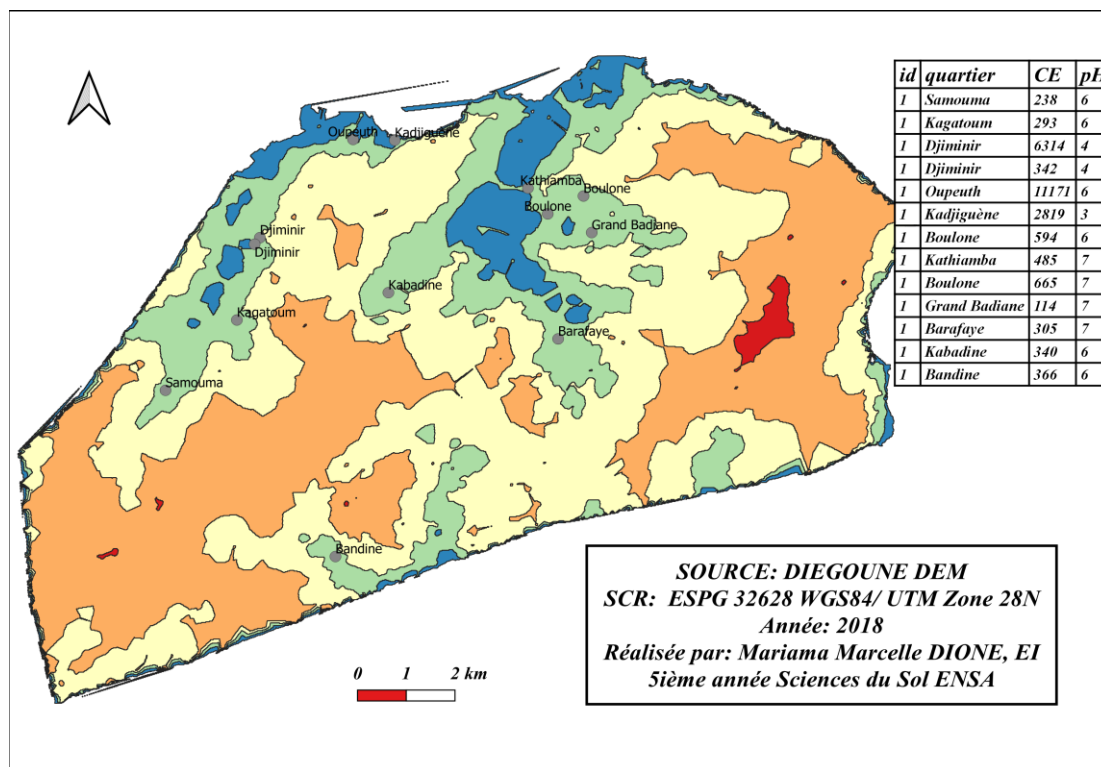 id quartier CE pH
1 Samouma 238 6
1 Kagatoum 293 6
1 Djiminir 6314 4
1 Djiminir 342 4
1 Oupeuth 11171 6
1 Kadjiguène 2819 3
1 Boulone 594 6
1 Kathiamba 485 7
1 Boulone 665 7
1 Grand Badiane 114 7
1 Barafaye 305 7
1 Kabadine 340 6
1 Bandine 366 6
Oupeuth
Kadjiguène
Kathiamba
Boulone
Boulone
Grand Badiane
Djiminir
Djiminir
Kabadine
Kagatoum
Barafaye
Samouma
Bandine
SOURCE: DIEGOUNE DEM
SCR: ESPG 32628 WGS84/ UTM Zone 28N
Année: 2018
Réalisée par: Mariama Marcelle DIONE, EI
5ième année Sciences du Sol ENSA
0 1 2 km